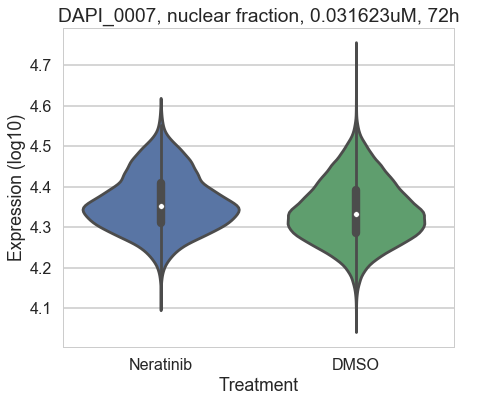 DAPI_0007, nuclear fraction, 0.031623uM, 72h
Expression (log10)
4.7
4.6
4.5
4.4
4.3
4.2
4.1
Neratinib DMSO
Treatment